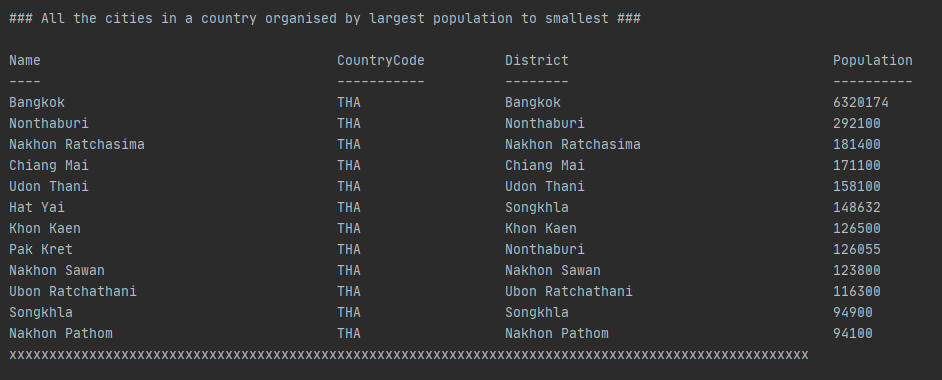 ### All the cities in a country organised by largest population to smallest ###
Name CountryCode District Population
---- ----------- -------- ----------
Bangkok THA Bangkok 6320174
Nonthaburi THA Nonthaburi 292100
Nakhon Ratchasima THA Nakhon Ratchasima 181400
Chiang Mai THA Chiang Mai 171100
Udon Thani THA Udon Thani 158100
Hat Yai THA Songkhla 148632
Khon Kaen THA Khon Kaen 126500
Pak Kret THA Nonthaburi 126055
Nakhon Sawan THA Nakhon Sawan 123800
Ubon Ratchathani THA Ubon Ratchathani 116300
Songkhla THA Songkhla 94900
Nakhon Pathom THA Nakhon Pathom 94100
xxxxxxxxxxxxxxxxxxxxxxxxxxxxxxxxxxxxxxxxxxxxxxxxxxxxxxxxxxxxxxxxxxxxxxxxxxxxxxxxxxxxxxxxxxxxxxxxxxxx